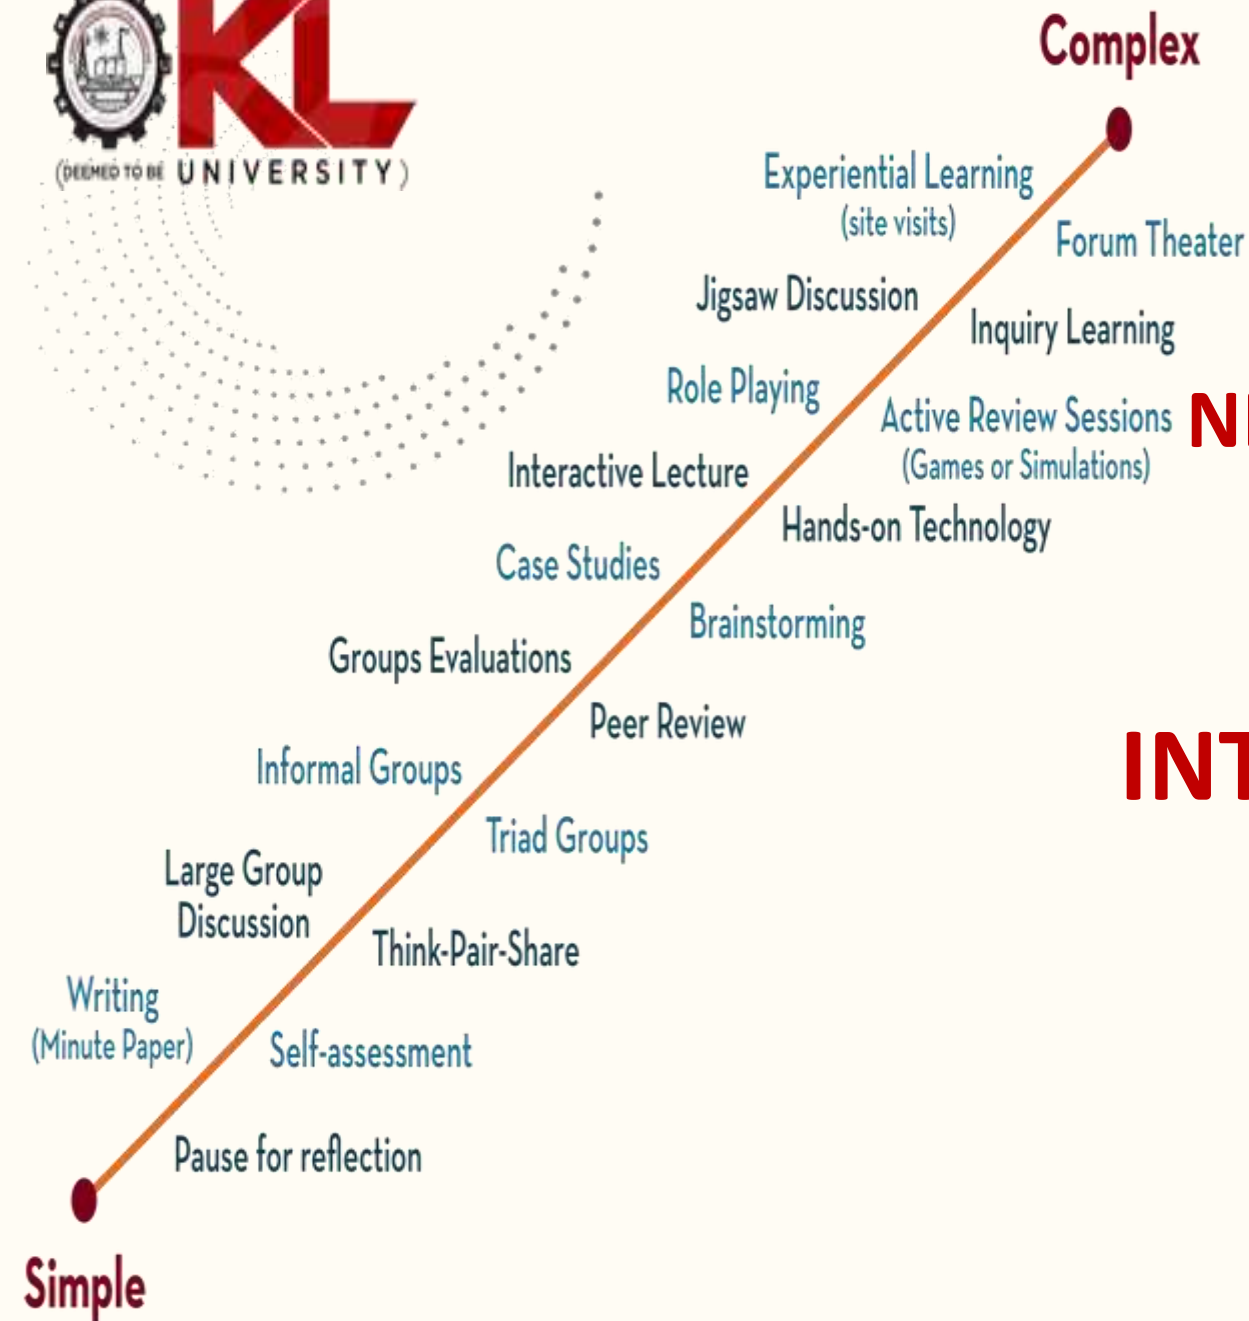 KL
(DEEMED TO BE UNIVERSITY)
Complex
Experiential Learning
(site visits)
Forum Theater
Jigsaw Discussion
Inquiry Learning
Role Playing
Active Review Sessions
(Games or Simulations)
Interactive Lecture
Hands-on Technology
Case Studies
Brainstorming
Groups Evaluations
Peer Review
INT
Informal Groups
Triad Groups
Large Group
Discussion
Think-Pair-Share
Writing
(Minute Paper)
Self-assessment
Pause for reflection
Simple